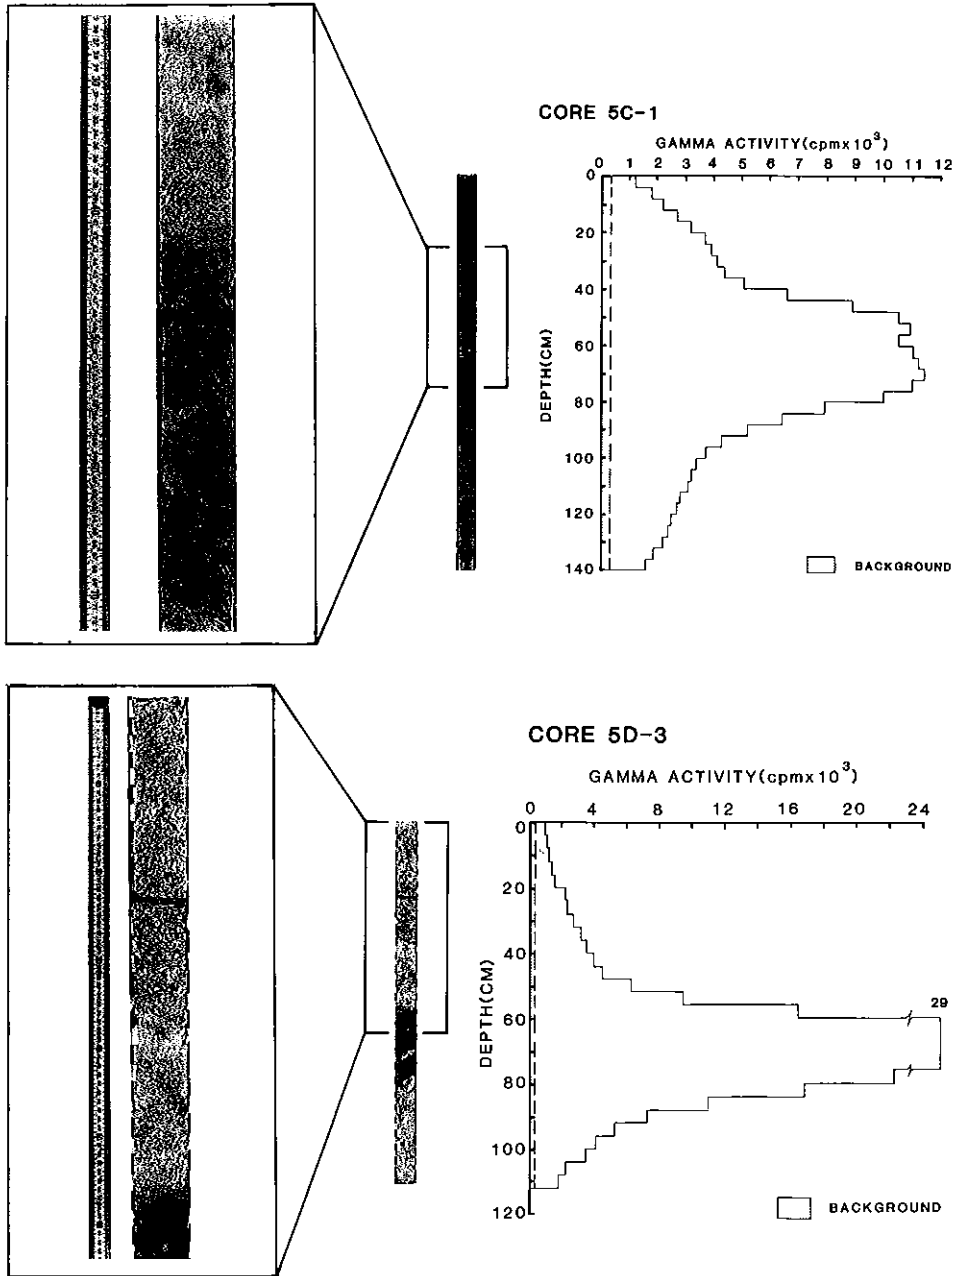 CORE 5C-1
GAMMA ACTIVITY(cpmx10³)
0 1 2 3 4 5 6 7 8 9 10 11 12
0
20
40
60
80
100
120
140
DEPTH(CM)
BACKGROUND
CORE 5D-3
GAMMA ACTIVITY(cpmx10³)
0 4 8 12 16 20 24
0
20
40
60
80
100
120
DEPTH(CM)
29
BACKGROUND